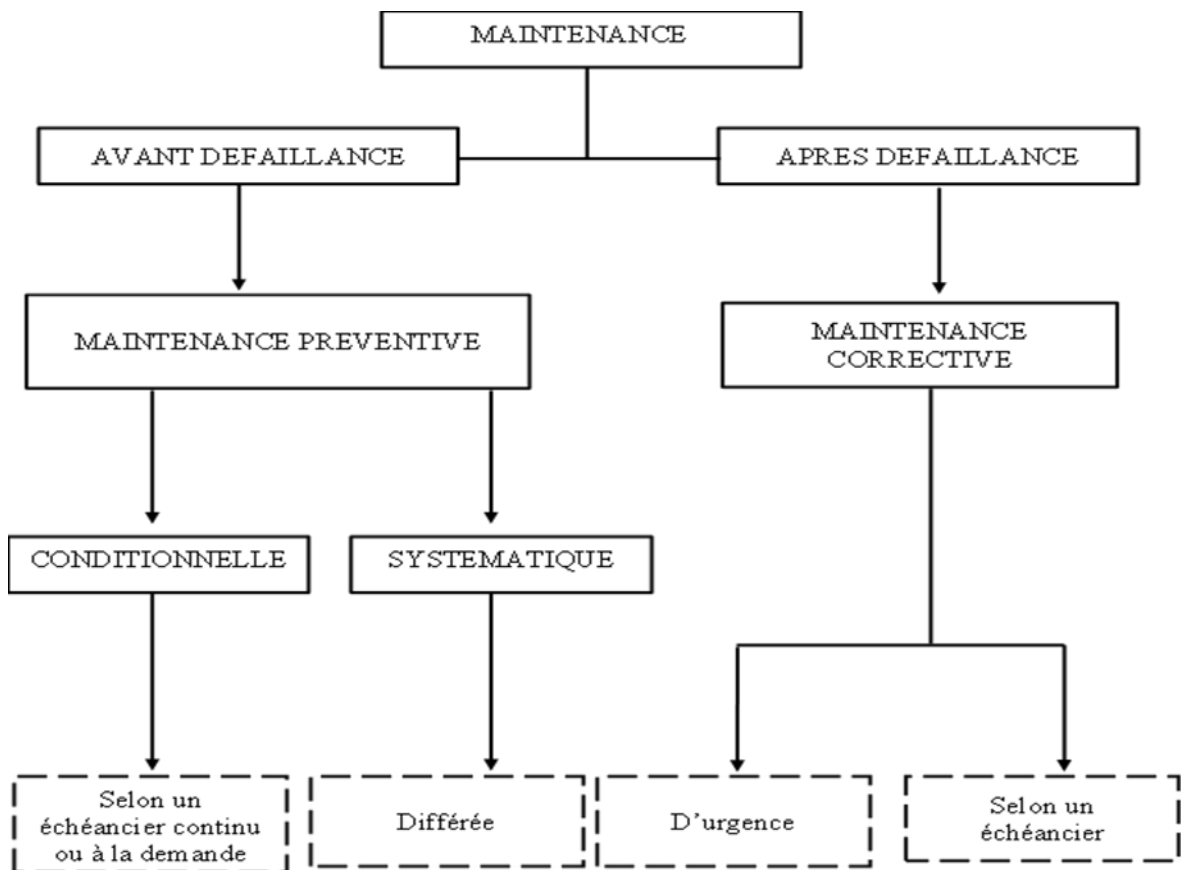 MAINTENANCE
AVANT DEFAILLANCE
APRES DEFAILLANCE
MAINTENANCE PREVENTIVE
MAINTENANCE
CORRECTIVE
CONDITIONNELLE
SYSTEMATIQUE
Selon un
échéancier continu
ou à la demande
Différée
D'urgence
Selon un
échéancier